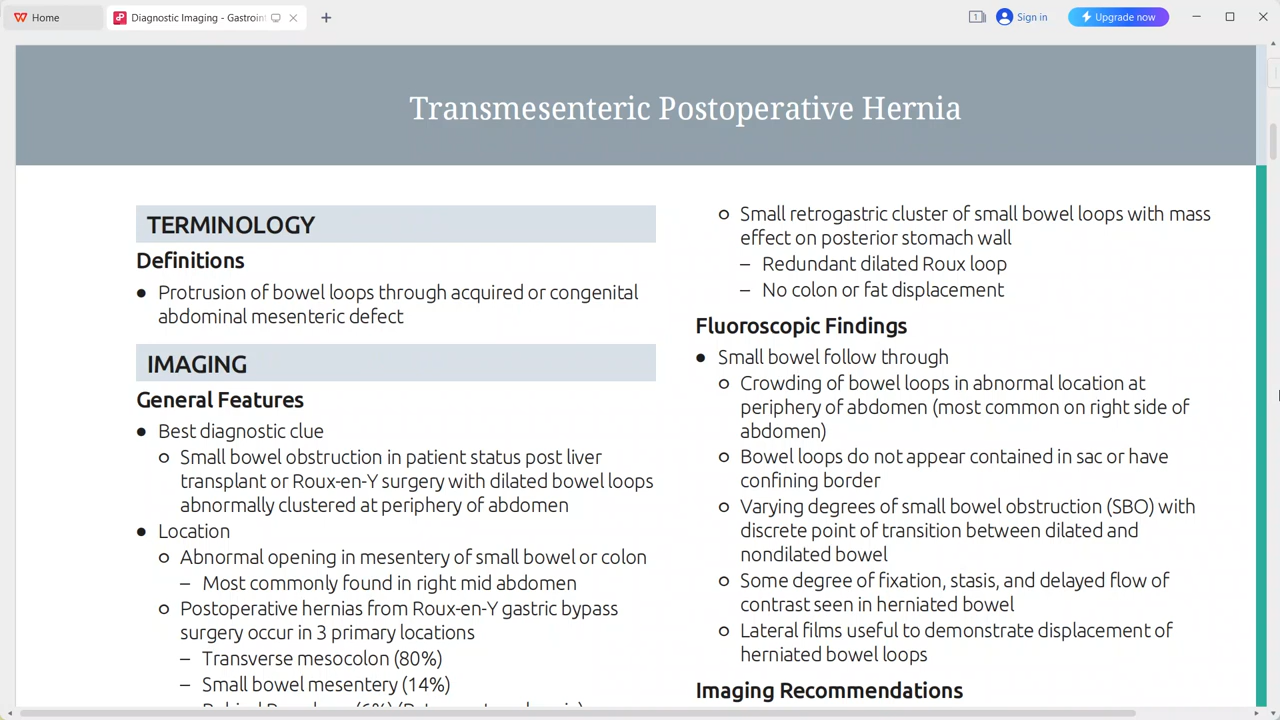 Home
Diagnostic Imaging - Gastroint
1
Sign in
Upgrade now
Transmesenteric Postoperative Hernia
TERMINOLOGY
Definitions
● Protrusion of bowel loops through acquired or congenital
abdominal mesenteric defect
IMAGING
General Features
● Best diagnostic clue
○ Small bowel obstruction in patient status post liver
transplant or Roux-en-Y surgery with dilated bowel loops
abnormally clustered at periphery of abdomen
● Location
○ Abnormal opening in mesentery of small bowel or colon
– Most commonly found in right mid abdomen
○ Postoperative hernias from Roux-en-Y gastric bypass
surgery occur in 3 primary locations
– Transverse mesocolon (80%)
– Small bowel mesentery (14%)
○ Small retrogastric cluster of small bowel loops with mass
effect on posterior stomach wall
– Redundant dilated Roux loop
– No colon or fat displacement
Fluoroscopic Findings
● Small bowel follow through
○ Crowding of bowel loops in abnormal location at
periphery of abdomen (most common on right side of
abdomen)
○ Bowel loops do not appear contained in sac or have
confining border
○ Varying degrees of small bowel obstruction (SBO) with
discrete point of transition between dilated and
nondilated bowel
○ Some degree of fixation, stasis, and delayed flow of
contrast seen in herniated bowel
○ Lateral films useful to demonstrate displacement of
herniated bowel loops
Imaging Recommendations